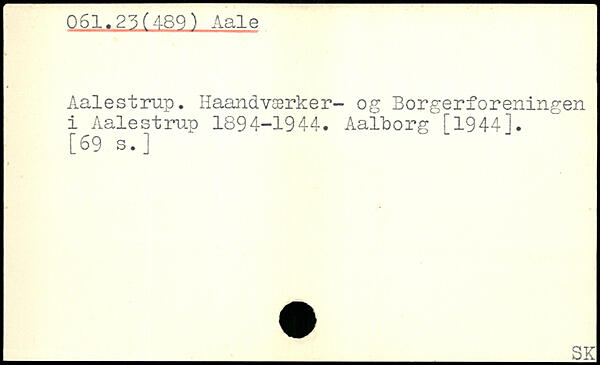 061.23(489) Aale
Aalestrup. Haandværker- og Borgerforeningen
i Aalestrup 1894-1944. Aalborg [1944].
[69 s.]
SK